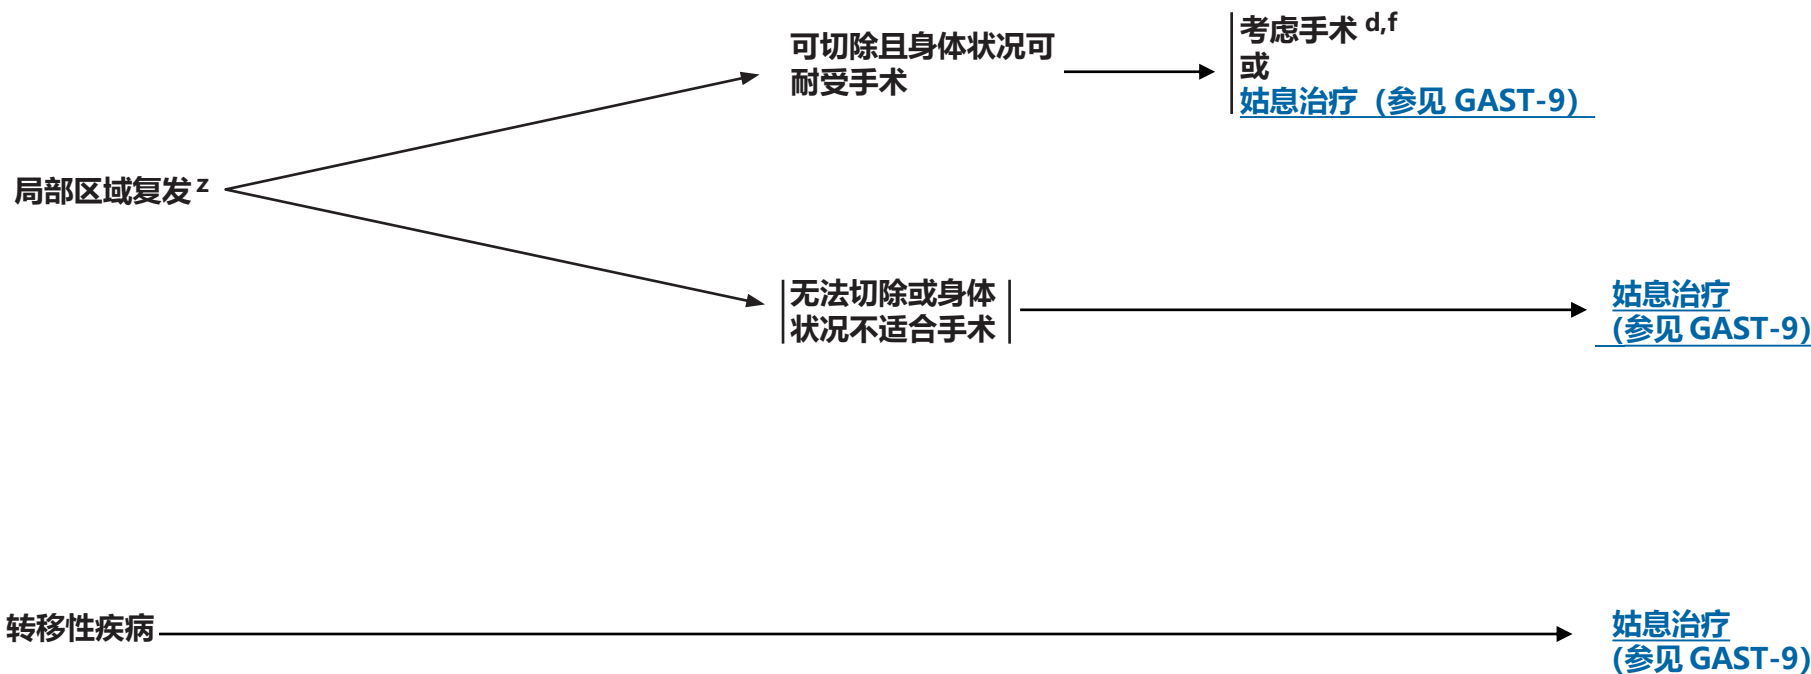 可切除且身体状况可
耐受手术
考虑手术 d,f
或
姑息治疗（参见 GAST-9）
局部区域复发 z
无法切除或身体
状况不适合手术
姑息治疗
(参见 GAST-9)
转移性疾病
姑息治疗
(参见 GAST-9)